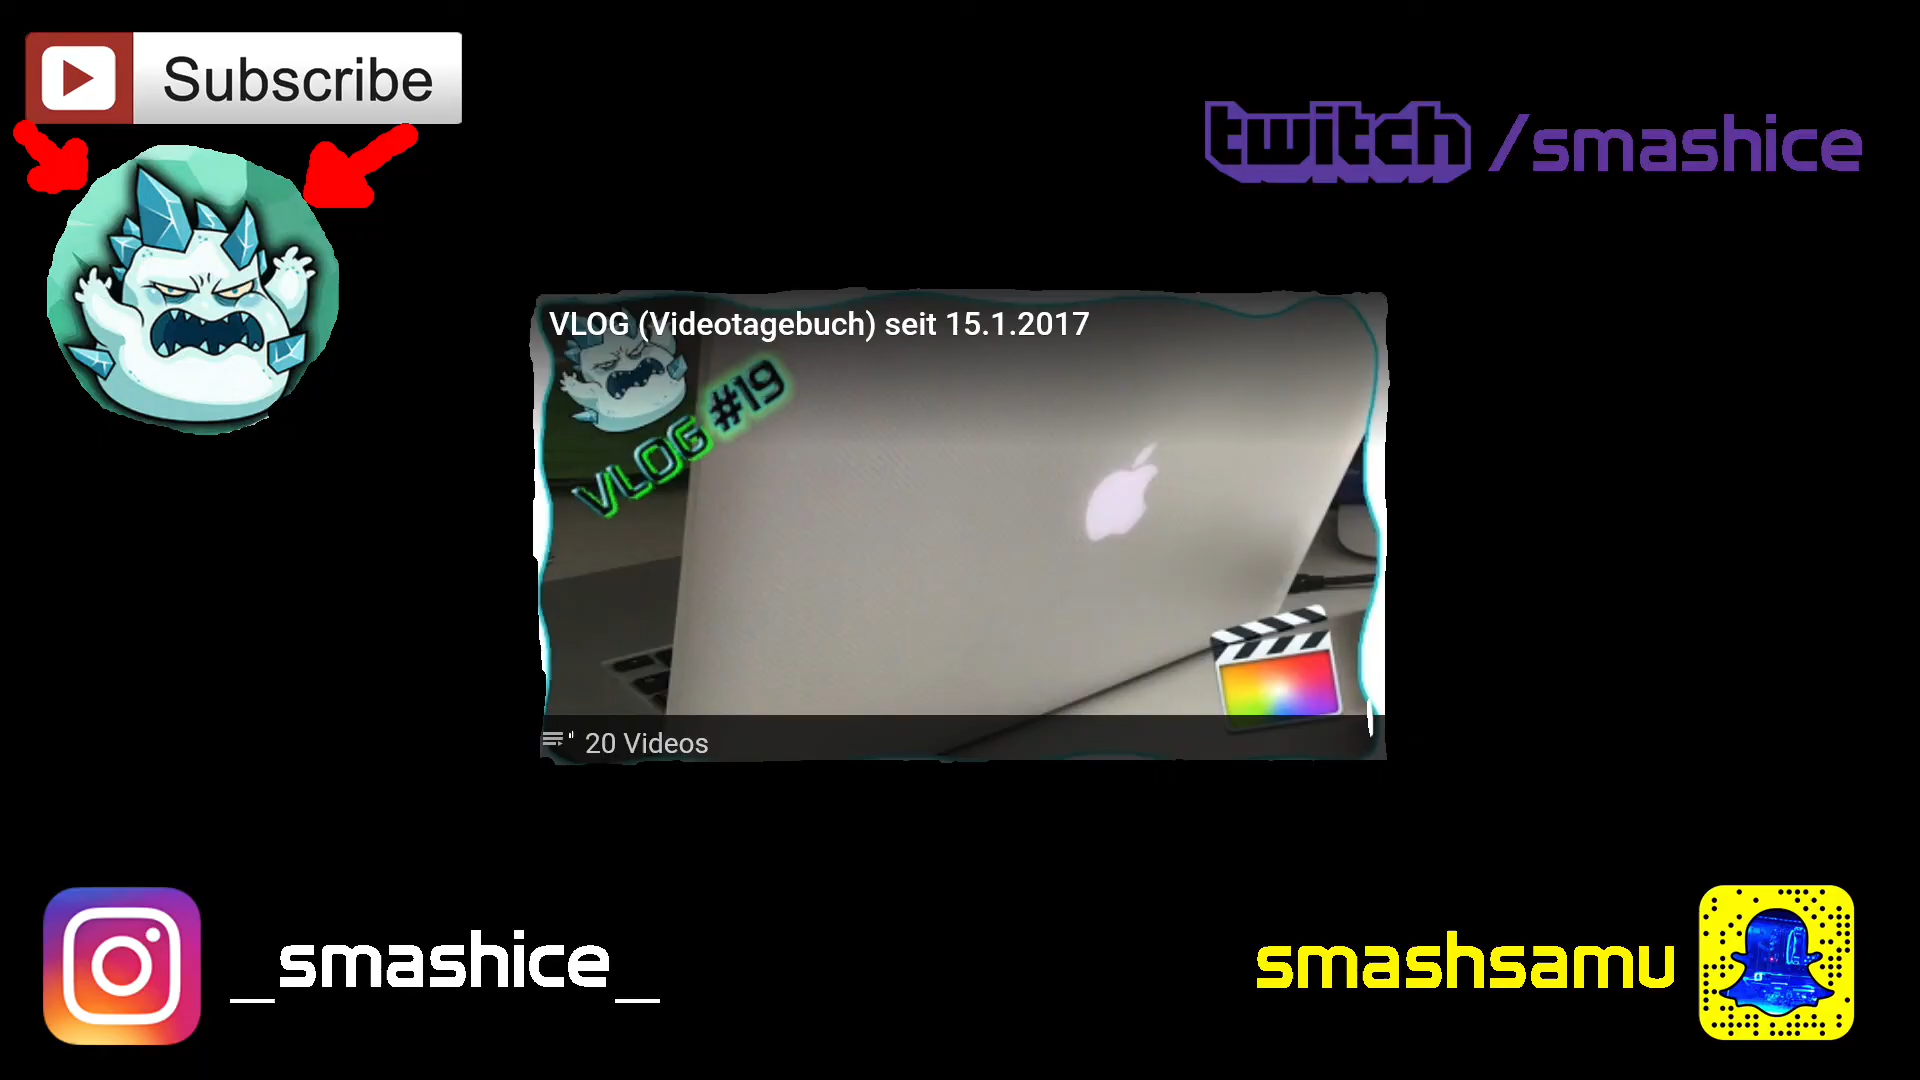 Subscribe
twitch /smashice
VLOG (Videotagebuch) seit 15.1.2017
VLOG #19
20 Videos
_smashice_
smashsamu